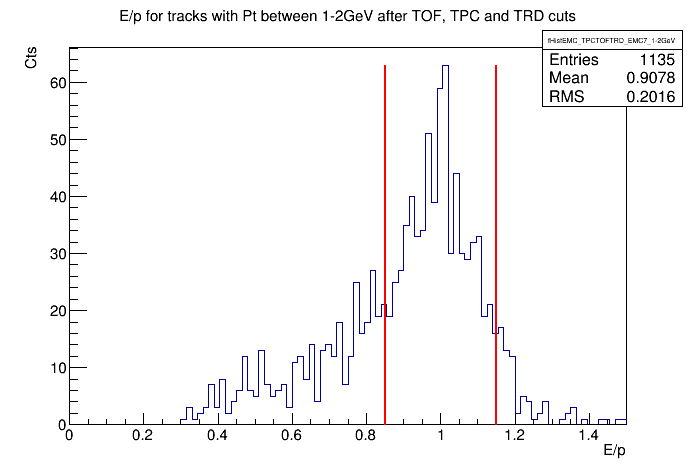 E/p for tracks with Pt between 1-2GeV after TOF, TPC and TRD cuts
fHistEMC_TPCTOFTRD_EMC7_1-2GeV
Entries 1135
Mean 0.9078
RMS 0.2016
Cts
60
50
40
30
20
10
0
0 0.2 0.4 0.6 0.8 1 1.2 1.4
E/p